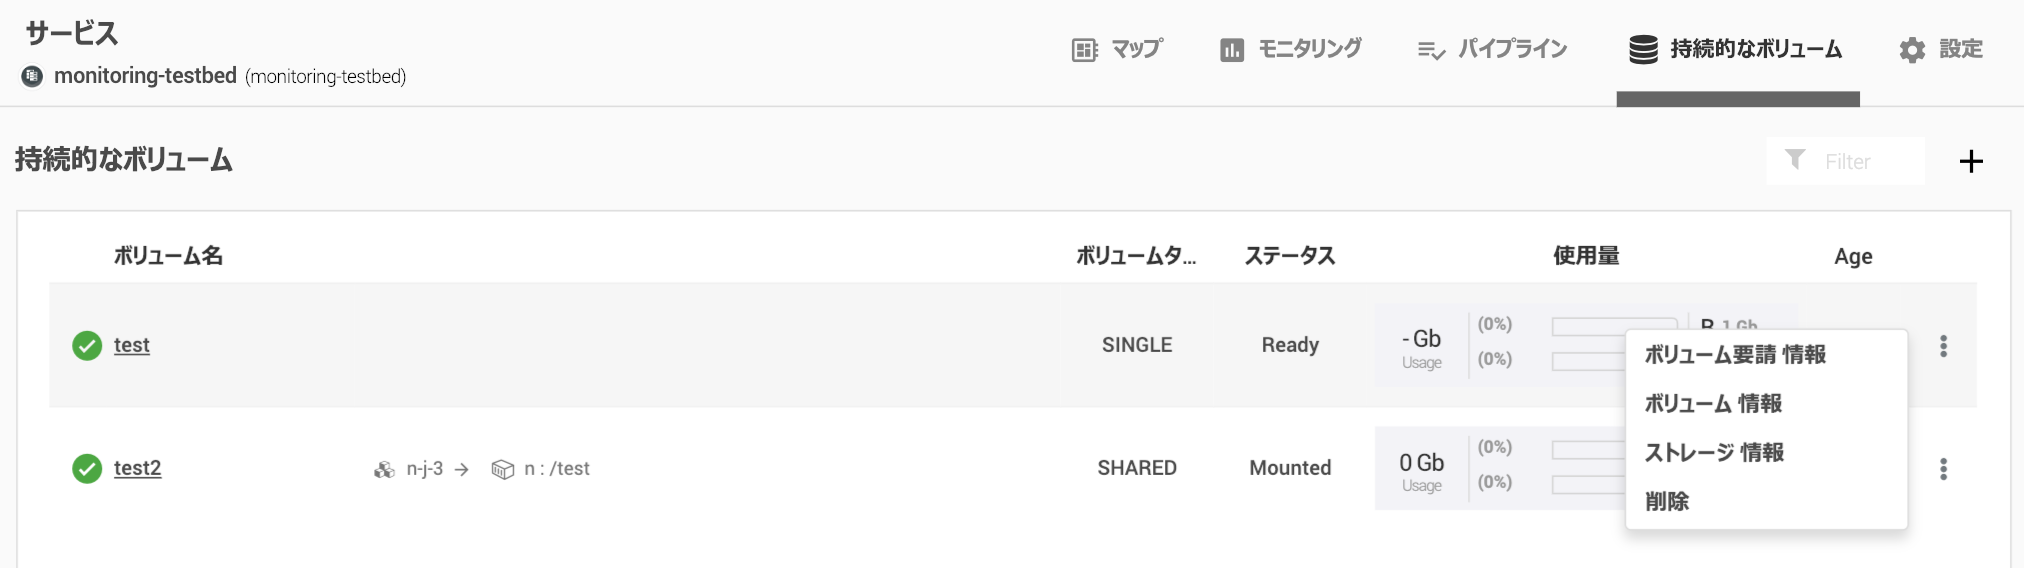 サービス
monitoring-testbed (monitoring-testbed)
マップ
モニタリング
パイプライン
持続的なボリューム
設定
持続的なボリューム
Filter
ボリューム名
ボリュームタ...
ステータス
使用量
Age
test
SINGLE
Ready
- Gb
Usage
(0%)
(0%)
1 Gb
test2
n-j-3 → n : /test
SHARED
Mounted
0 Gb
Usage
(0%)
(0%)
ボリューム要請 情報
ボリューム 情報
ストレージ 情報
削除